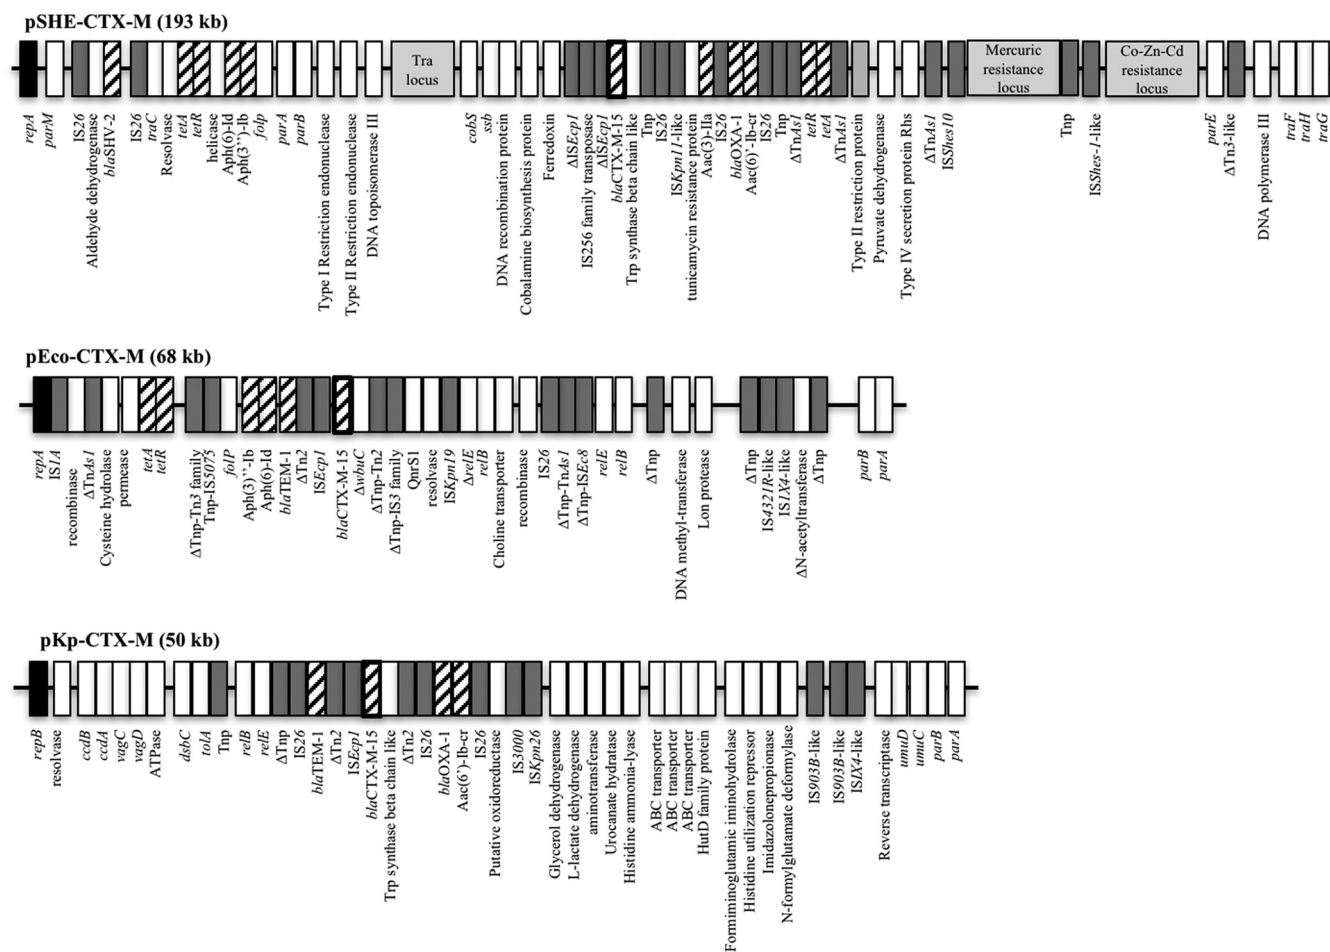 pSHE-CTX-M (193 kb)
Tra locus
Mercuric resistance locus
Co-Zn-Cd resistance locus
repA
parM
IS26
Aldehyde dehydrogenase
blaSHV-2
IS26
traC
Resolvase
tetA
tetR
helicase
Aph(6)-Id
Aph(3'')-Ib
folp
parA
parB
Type I Restriction endonuclease
Type II Restriction endonuclease
DNA topoisomerase III
cobS
ssb
DNA recombination protein
Cobalamine biosynthesis protein
Ferredoxin
ΔISEcp1
IS256 family transposase
ΔISEcp1
blaCTX-M-15
Trp synthase beta chain like
Tnp
IS26
ISKpn11-like
tunicamycin resistance protein
Aac(3)-IIa
IS26
blaOXA-1
Aac(6')-Ib-cr
IS26
Tnp
ΔTnAs1
tetR
tetA
ΔTnAs1
Type II restriction protein
Pyruvate dehydrogenase
Type IV secretion protein Rhs
ΔTnAs1
ISShes10
Tnp
ISShes-1-like
parE
ΔTn3-like
DNA polymerase III
traF
traH
traG
pEco-CTX-M (68 kb)
repA
IS1A
recombinase
ΔTnAs1
Cysteine hydrolase
permease
tetA
tetR
ΔTnp-Tn3 family
Tnp-IS5075
folP
Aph(3)''-Ib
Aph(6)-Id
blaTEM-1
ΔTn2
ISEcp1
blaCTX-M-15
ΔwbuC
ΔTnp-Tn2
ΔTnp-IS3 family
QnrS1
resolvase
ISKpn19
ΔrelE
relB
Choline transporter
recombinase
IS26
ΔTnp-TnAs1
ΔTnp-ISEc8
relE
relB
ΔTnp
DNA methyl-transferase
Lon protease
ΔTnp
IS4321R-like
IS1X4-like
ΔN-acetyltransferase
ΔTnp
parB
parA
pKp-CTX-M (50 kb)
repB
resolvase
ccdB
ccdA
vagC
vagD
ATPase
dsbC
tolA
Tnp
relB
relE
ΔTnp
IS26
blaTEM-1
ΔTn2
ISEcp1
blaCTX-M-15
Trp synthase beta chain like
ΔTn2
IS26
blaOXA-1
Aac(6')-Ib-cr
IS26
Putative oxidoreductase
IS3000
ISKpn26
Glycerol dehydrogenase
L-lactate dehydrogenase
aminotransferase
Urocanate hydratase
Histidine ammonia-lyase
ABC transporter
ABC transporter
ABC transporter
HutD family protein
Formiminoglutamic iminohydrolase
Histidine utilization repressor
Imidazolonepropionase
N-formylglutamate deformylase
IS903B-like
IS903B-like
ISIX4-like
Reverse transcriptase
umuD
umuC
parB
parA